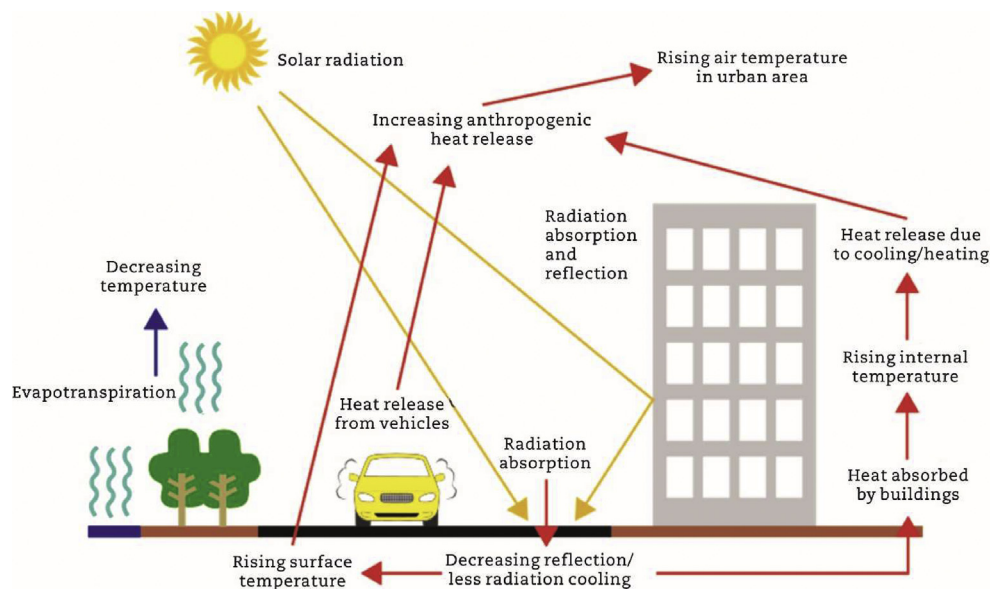 Solar radiation
Rising air temperature
in urban area
Increasing anthropogenic
heat release
Radiation
absorption
and
reflection
Heat release due
to cooling/heating
Decreasing
temperature
Evapotranspiration
Rising internal
temperature
Heat release
from vehicles
Radiation
absorption
Heat absorbed
by buildings
Rising surface
temperature
Decreasing reflection/
less radiation cooling